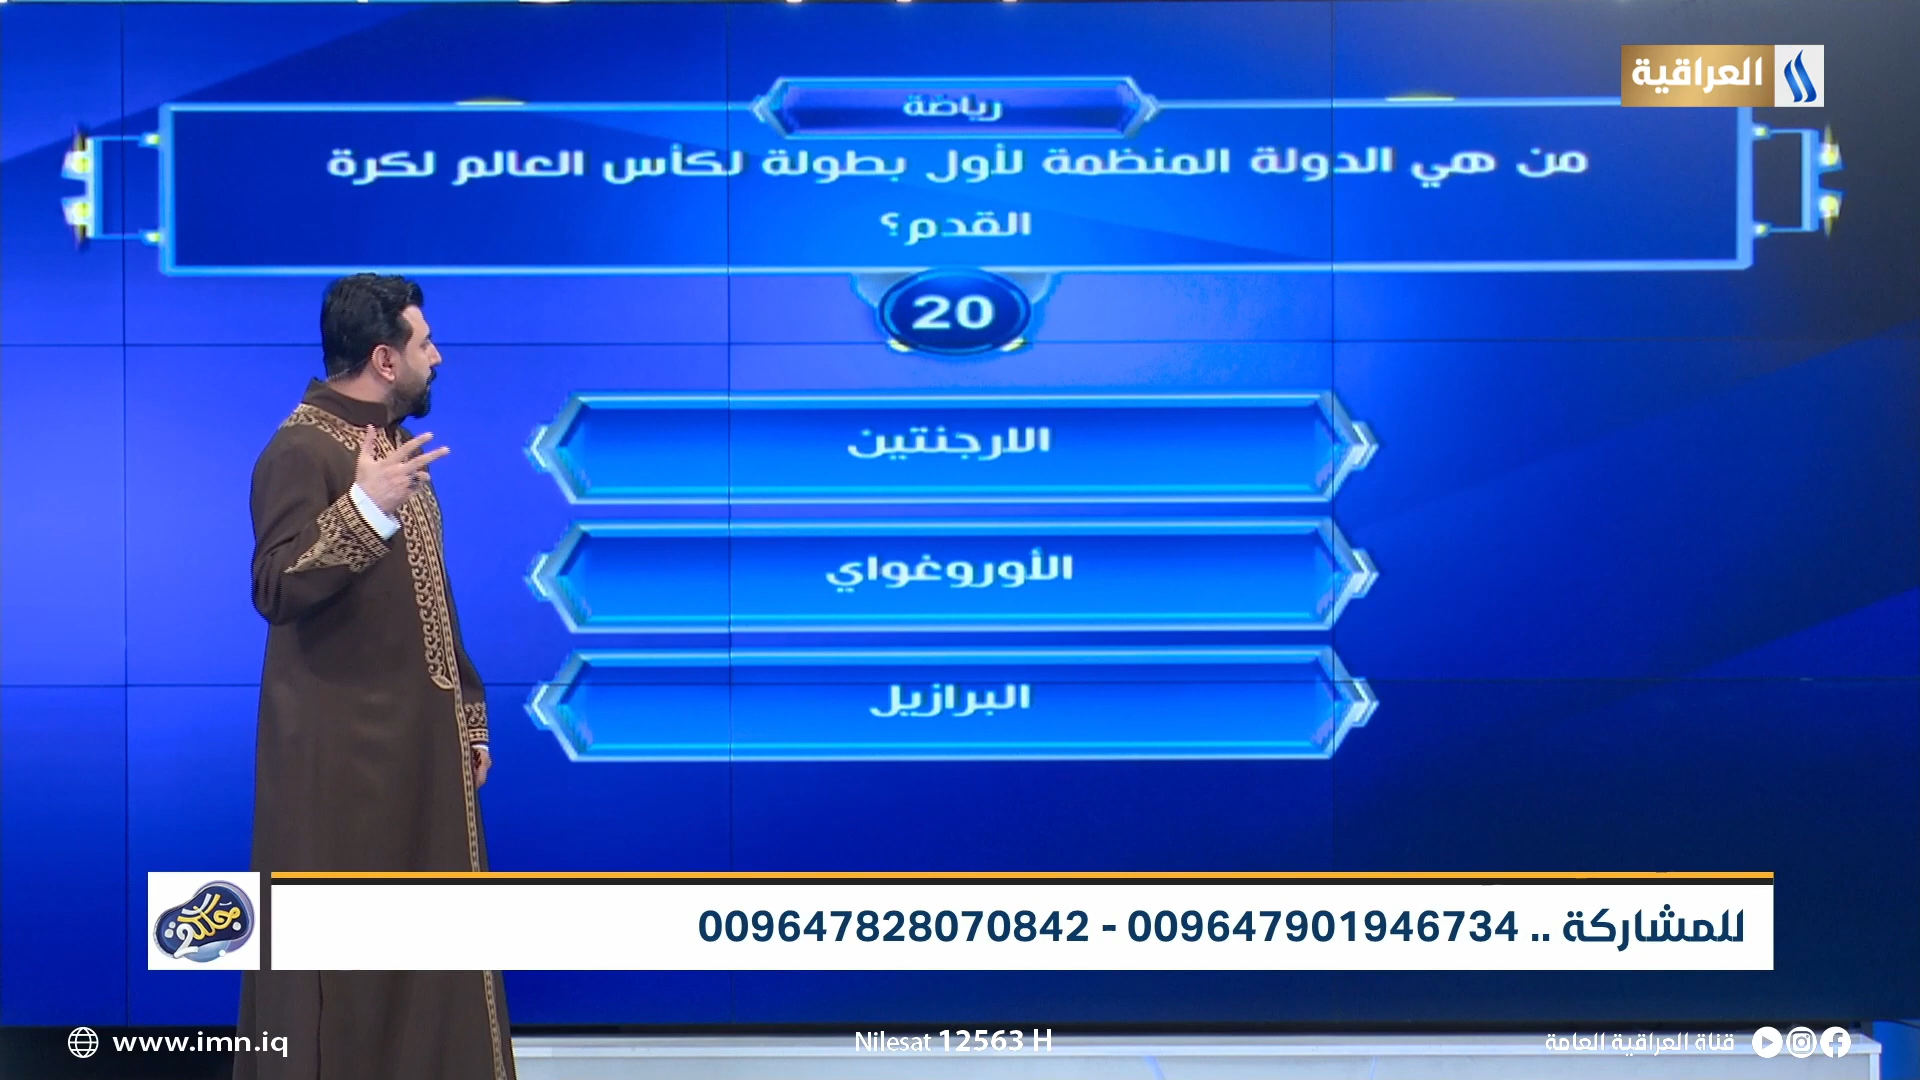 العراقية
رياضة
من هي الدولة المنظمة لأول بطولة لكأس العالم لكرة
القدم؟
20
الارجنتين
الأوروغواي
البرازيل
للمشاركة .. 009647901946734 - 009647828070842
www.imn.iq
Nilesat 12563 H
قناة العراقية العامة